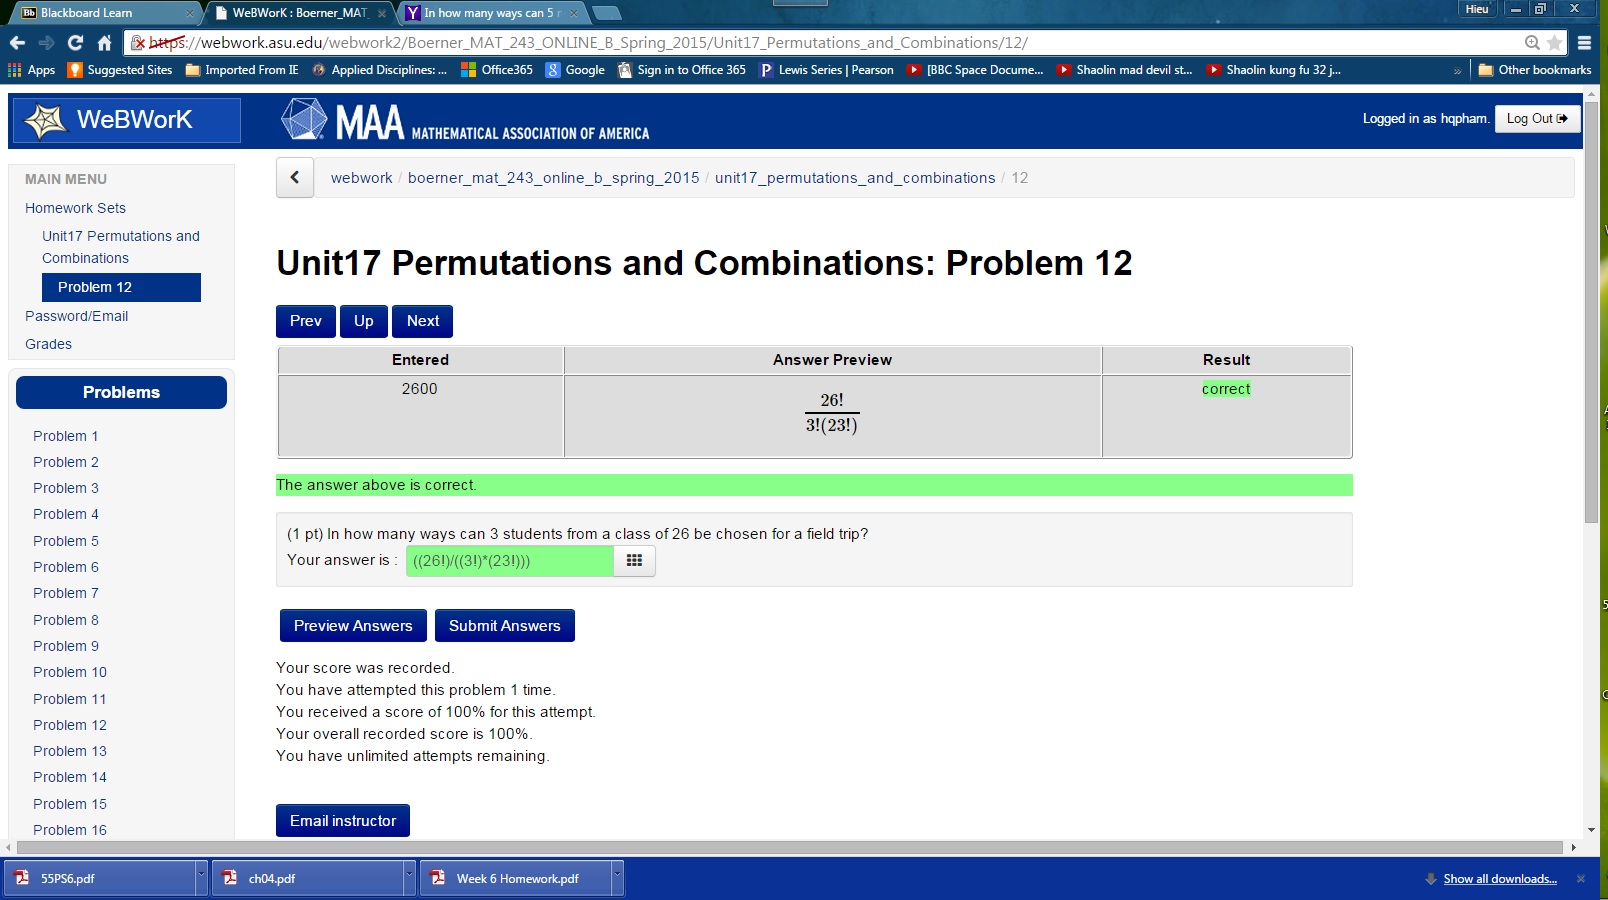 Blackboard Learn
WeBWorK : Boerner_MAT_
In how many ways can 5 r
Hieu
https://webwork.asu.edu/webwork2/Boerner_MAT_243_ONLINE_B_Spring_2015/Unit17_Permutations_and_Combinations/12/
Apps
Suggested Sites
Imported From IE
Applied Disciplines: ...
Office365
Google
Sign in to Office 365
Lewis Series | Pearson
[BBC Space Docume...
Shaolin mad devil st...
Shaolin kung fu 32 j...
»
Other bookmarks
WeBWorK
MAA MATHEMATICAL ASSOCIATION OF AMERICA
Logged in as hqpham.
Log Out
MAIN MENU
Homework Sets
Unit17 Permutations and
Combinations
Problem 12
Password/Email
Grades
Problems
Problem 1
Problem 2
Problem 3
Problem 4
Problem 5
Problem 6
Problem 7
Problem 8
Problem 9
Problem 10
Problem 11
Problem 12
Problem 13
Problem 14
Problem 15
Problem 16
webwork / boerner_mat_243_online_b_spring_2015 / unit17_permutations_and_combinations / 12
Unit17 Permutations and Combinations: Problem 12
Prev
Up
Next
Entered
Answer Preview
Result
2600
26!
3!(23!)
correct
The answer above is correct.
(1 pt) In how many ways can 3 students from a class of 26 be chosen for a field trip?
Your answer is : ((26!)/((3!)*(23!)))
Preview Answers
Submit Answers
Your score was recorded.
You have attempted this problem 1 time.
You received a score of 100% for this attempt.
Your overall recorded score is 100%.
You have unlimited attempts remaining.
Email instructor
55PS6.pdf
ch04.pdf
Week 6 Homework.pdf
Show all downloads...